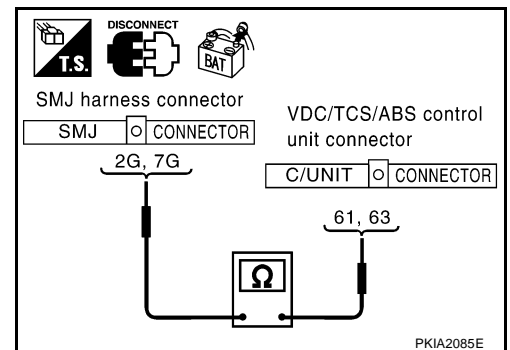 DISCONNECT
T.S.
BAT
SMJ harness connector
SMJ CONNECTOR
2G, 7G
VDC/TCS/ABS control
unit connector
C/UNIT CONNECTOR
61, 63
Ω
PKIA2085E